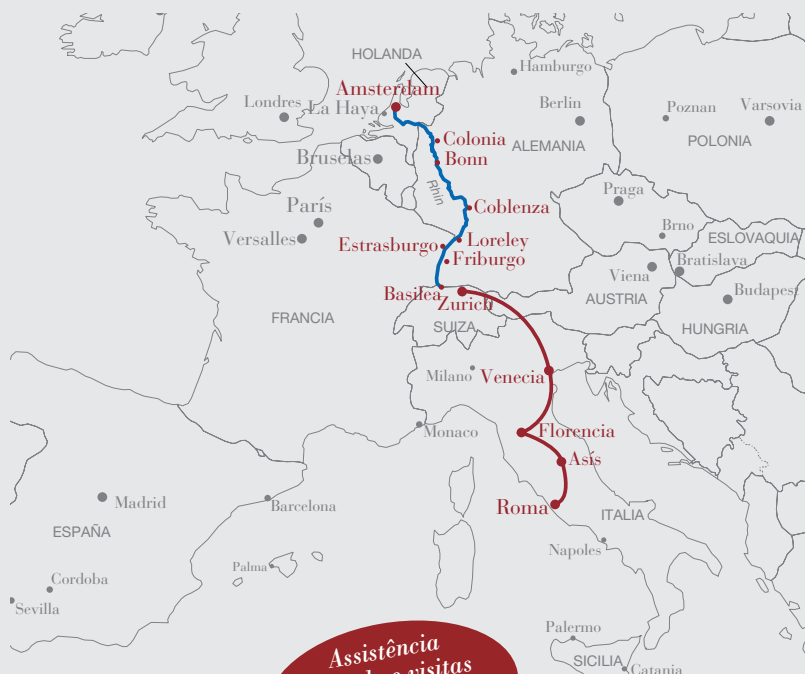 HOLANDA
Hamburgo
Amsterdam
Londres
La Haya
Berlin
Poznan
Varsovia
Colonia
ALEMANIA
POLONIA
Bruselas
Bonn
Rhin
Praga
París
Coblenza
Versalles
Brno
Estrasburgo
Loreley
ESLOVAQUIA
Friburgo
Viena
Bratislava
Basilea
Zurich
AUSTRIA
Budapest
FRANCIA
SUIZA
HUNGRIA
Milano
Venecia
Monaco
Florencia
Asís
Madrid
Barcelona
Roma
ITALIA
ESPAÑA
Napoles
Palma
Cordoba
Sevilla
Palermo
Assistência
visitas
SICILIA
Catania